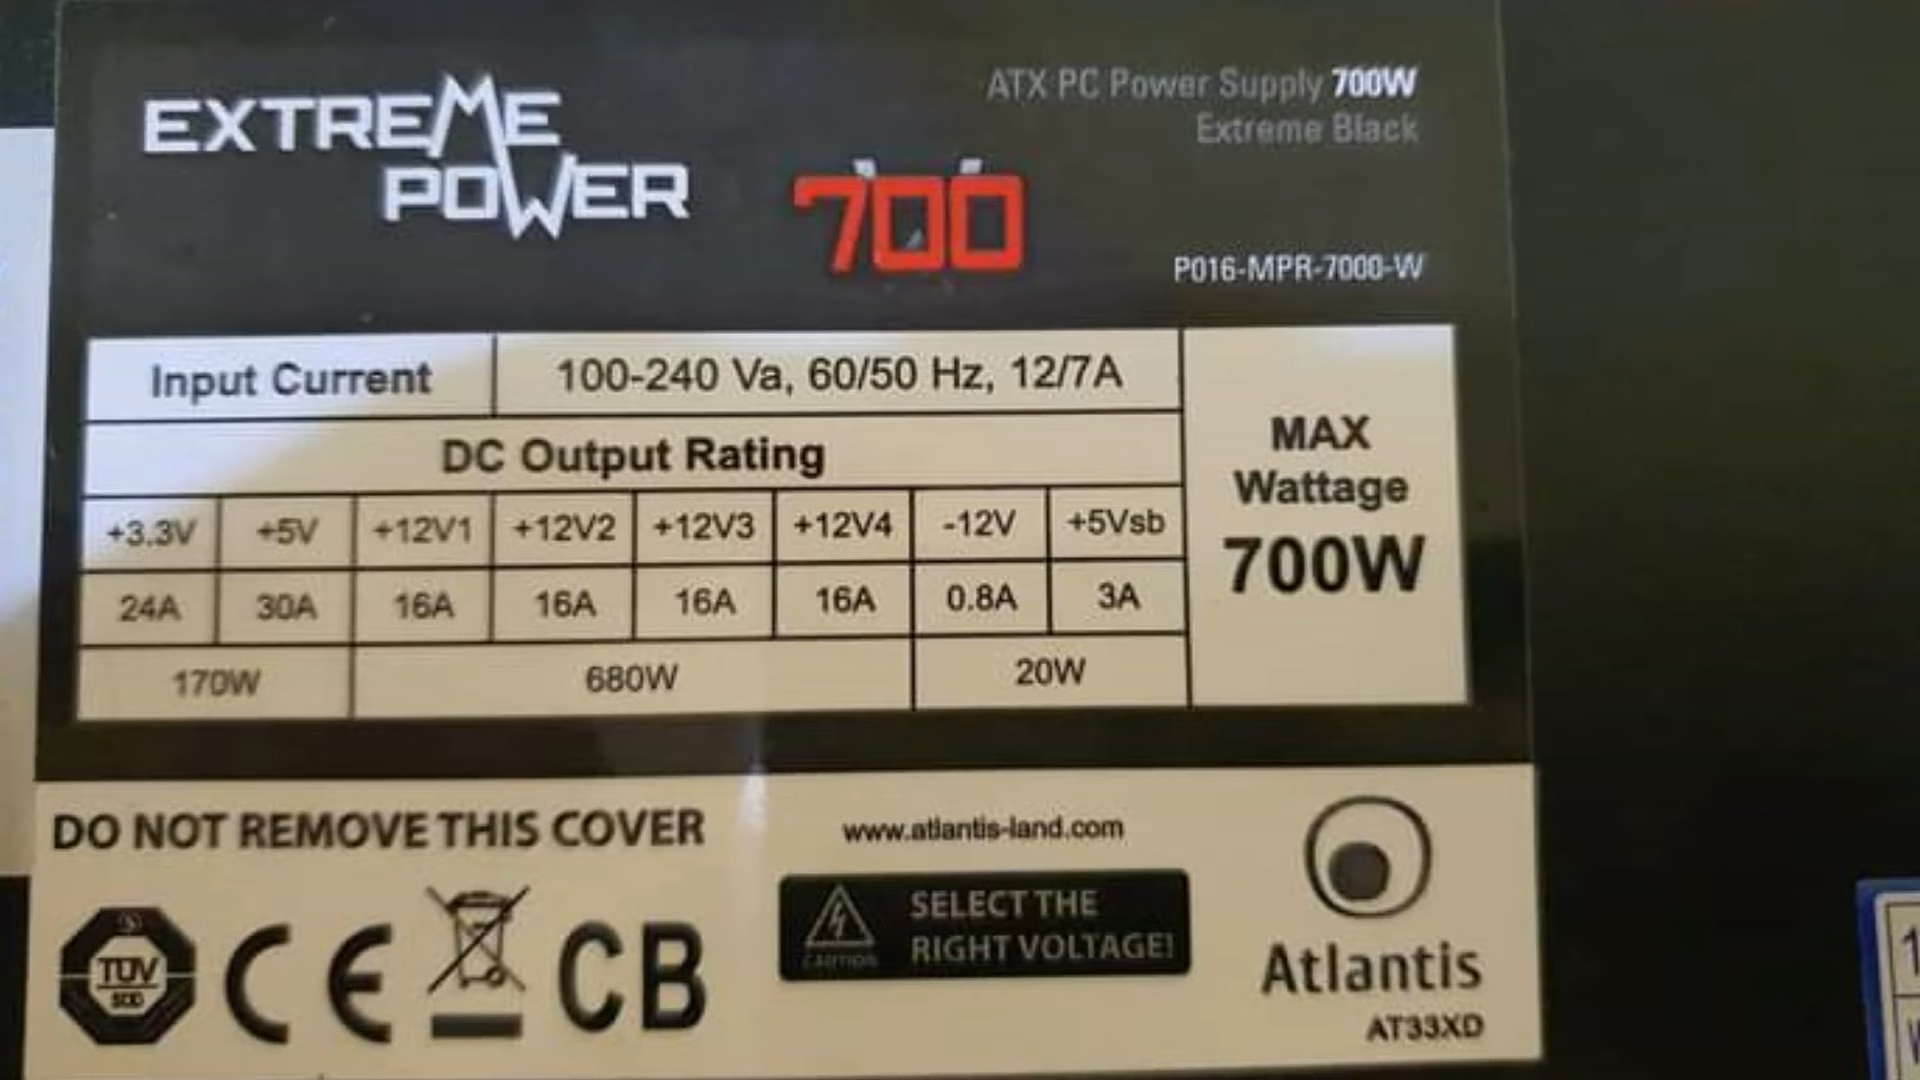 EXTREME
POWER
700
ATX PC Power Supply 700W
Extreme Black
P016-MPR-7000-W
Input Current 100-240 Va, 60/50 Hz, 12/7A
DC Output Rating
+3.3V +5V +12V1 +12V2 +12V3 +12V4 -12V +5Vsb
24A 30A 16A 16A 16A 16A 0.8A 3A
170W 680W 20W
MAX
Wattage
700W
DO NOT REMOVE THIS COVER
www.atlantis-land.com
TUV
CE
CB
CAUTION
SELECT THE
RIGHT VOLTAGE!
Atlantis
AT33XD